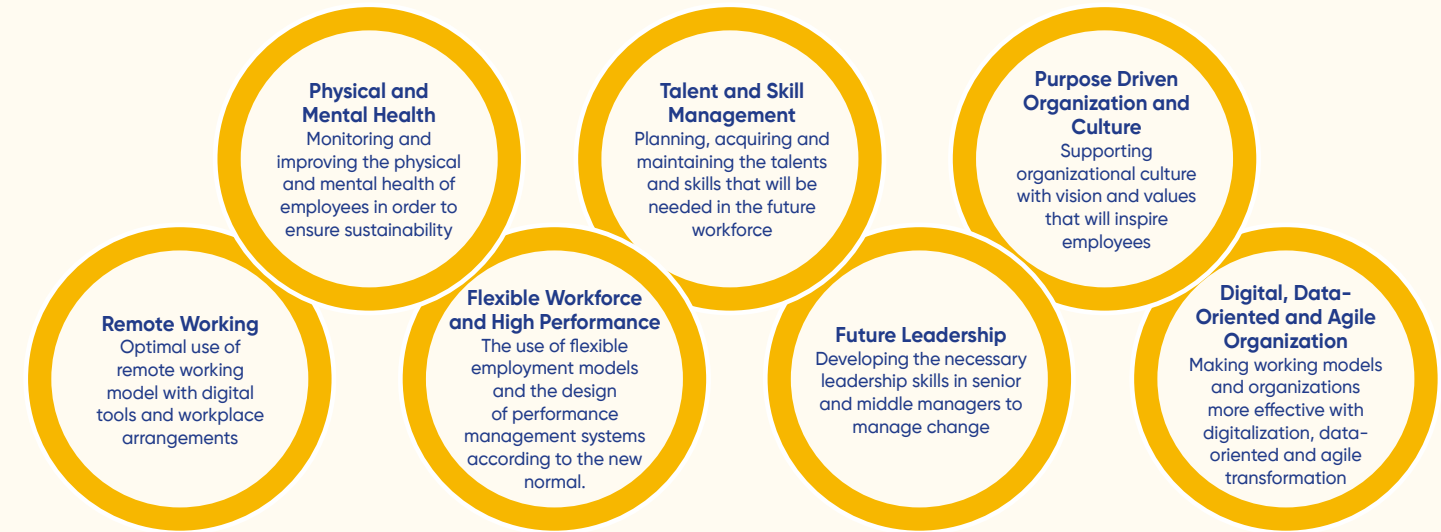 Physical and
Mental Health
Monitoring and
improving the physical
and mental health of
employees in order to
ensure sustainability
Talent and Skill
Management
Planning, acquiring and
maintaining the talents
and skills that will be
needed in the future
workforce
Purpose Driven
Organization and
Culture
Supporting
organizational culture
with vision and values
that will inspire
employees
Remote Working
Optimal use of
remote working
model with digital
tools and workplace
arrangements
Flexible Workforce
and High Performance
The use of flexible
employment models
and the design
of performance
management systems
according to the new
normal.
Future Leadership
Developing the necessary
leadership skills in senior
and middle managers to
manage change
Digital, Data-
Oriented and Agile
Organization
Making working models
and organizations
more effective with
digitalization, data-
oriented and agile
transformation